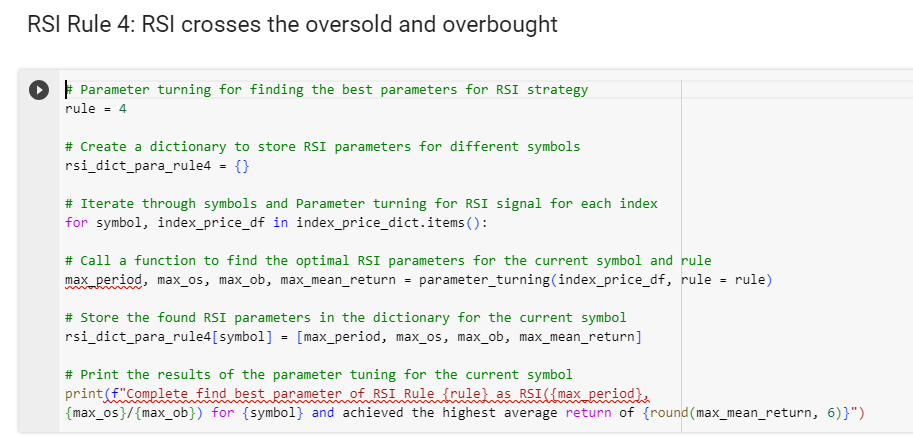 RSI Rule 4: RSI crosses the oversold and overbought
# Parameter turning for finding the best parameters for RSI strategy
rule = 4
# Create a dictionary to store RSI parameters for different symbols
rsi_dict_para_rule4 = {}
# Iterate through symbols and Parameter turning for RSI signal for each index
for symbol, index_price_df in index_price_dict.items():
# Call a function to find the optimal RSI parameters for the current symbol and rule
max_period, max_os, max_ob, max_mean_return = parameter_turning(index_price_df, rule = rule)
# Store the found RSI parameters in the dictionary for the current symbol
rsi_dict_para_rule4[symbol] = [max_period, max_os, max_ob, max_mean_return]
# Print the results of the parameter tuning for the current symbol
print(f"Complete find best parameter of RSI Rule {rule} as RSI({max_period},
{max_os}/{max_ob}) for {symbol} and achieved the highest average return of {round(max_mean_return, 6)}")